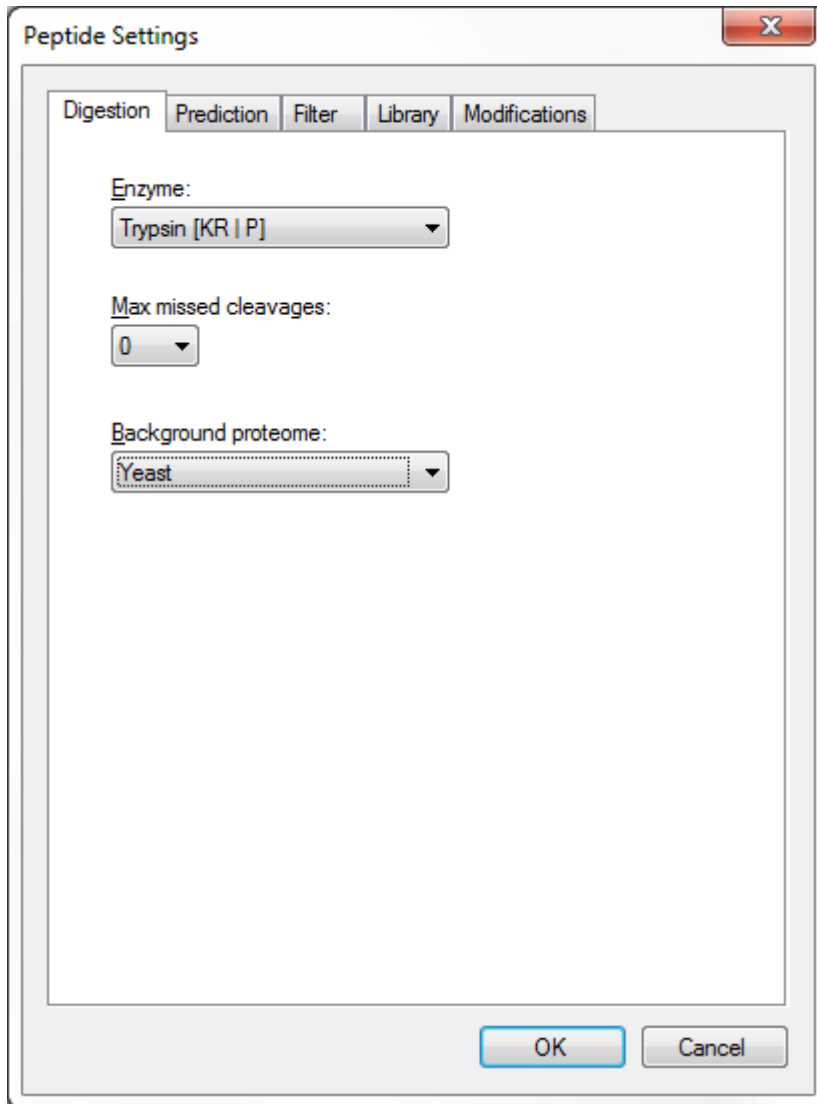 Peptide Settings
Digestion Prediction Filter Library Modifications
Enzyme:
Trypsin [KR | P]
Max missed cleavages:
0
Background proteome:
Yeast
OK Cancel